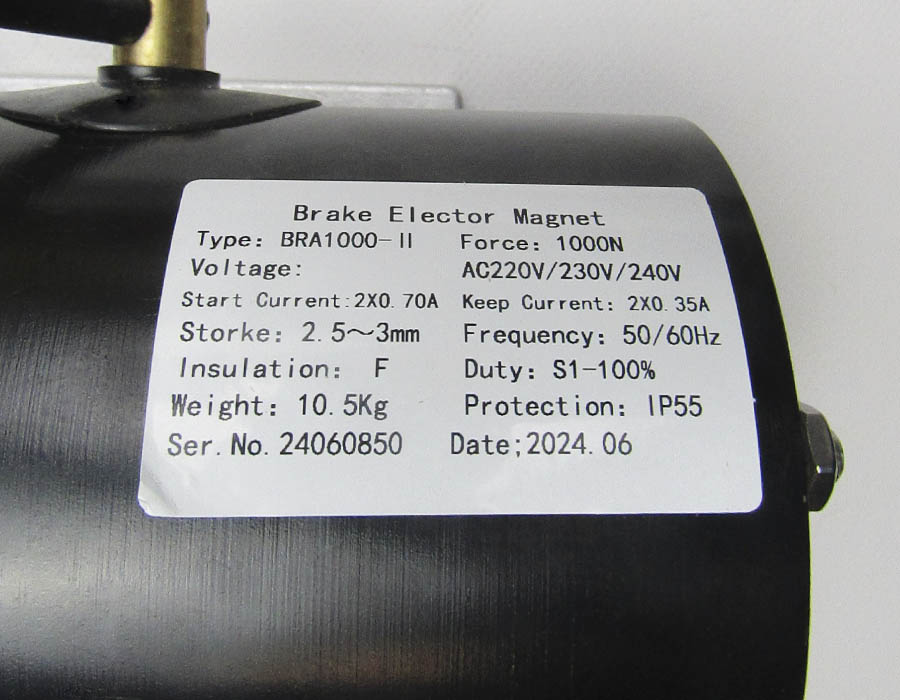 Brake Elector Magnet
Type: BRA1000-II Force: 1000N
Voltage: AC220V/230V/240V
Start Current:2X0.70A Keep Current: 2X0.35A
Storke: 2.5~3mm Frequency: 50/60Hz
Insulation: F Duty: S1-100%
Weight: 10.5Kg Protection: IP55
Ser.No. 24060850 Date;2024.06